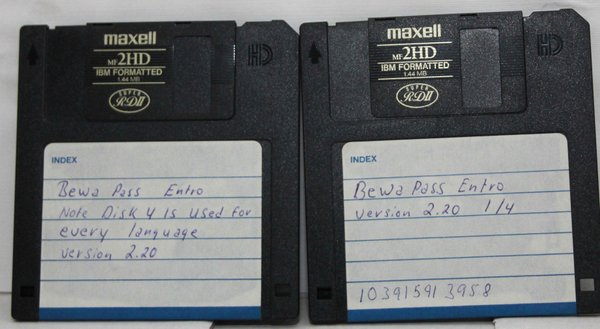 maxell
MF2HD
IBM FORMATTED
1.44 MB
SUPER
RDII
HD
INDEX
Bewa Pass Entro
Note Disk 4 is used for
every language
version 2.20
maxell
MF2HD
IBM FORMATTED
1.44 MB
SUPER
RDII
HD
INDEX
Bewa Pass Entro
version 2.20 1/4
103915913958